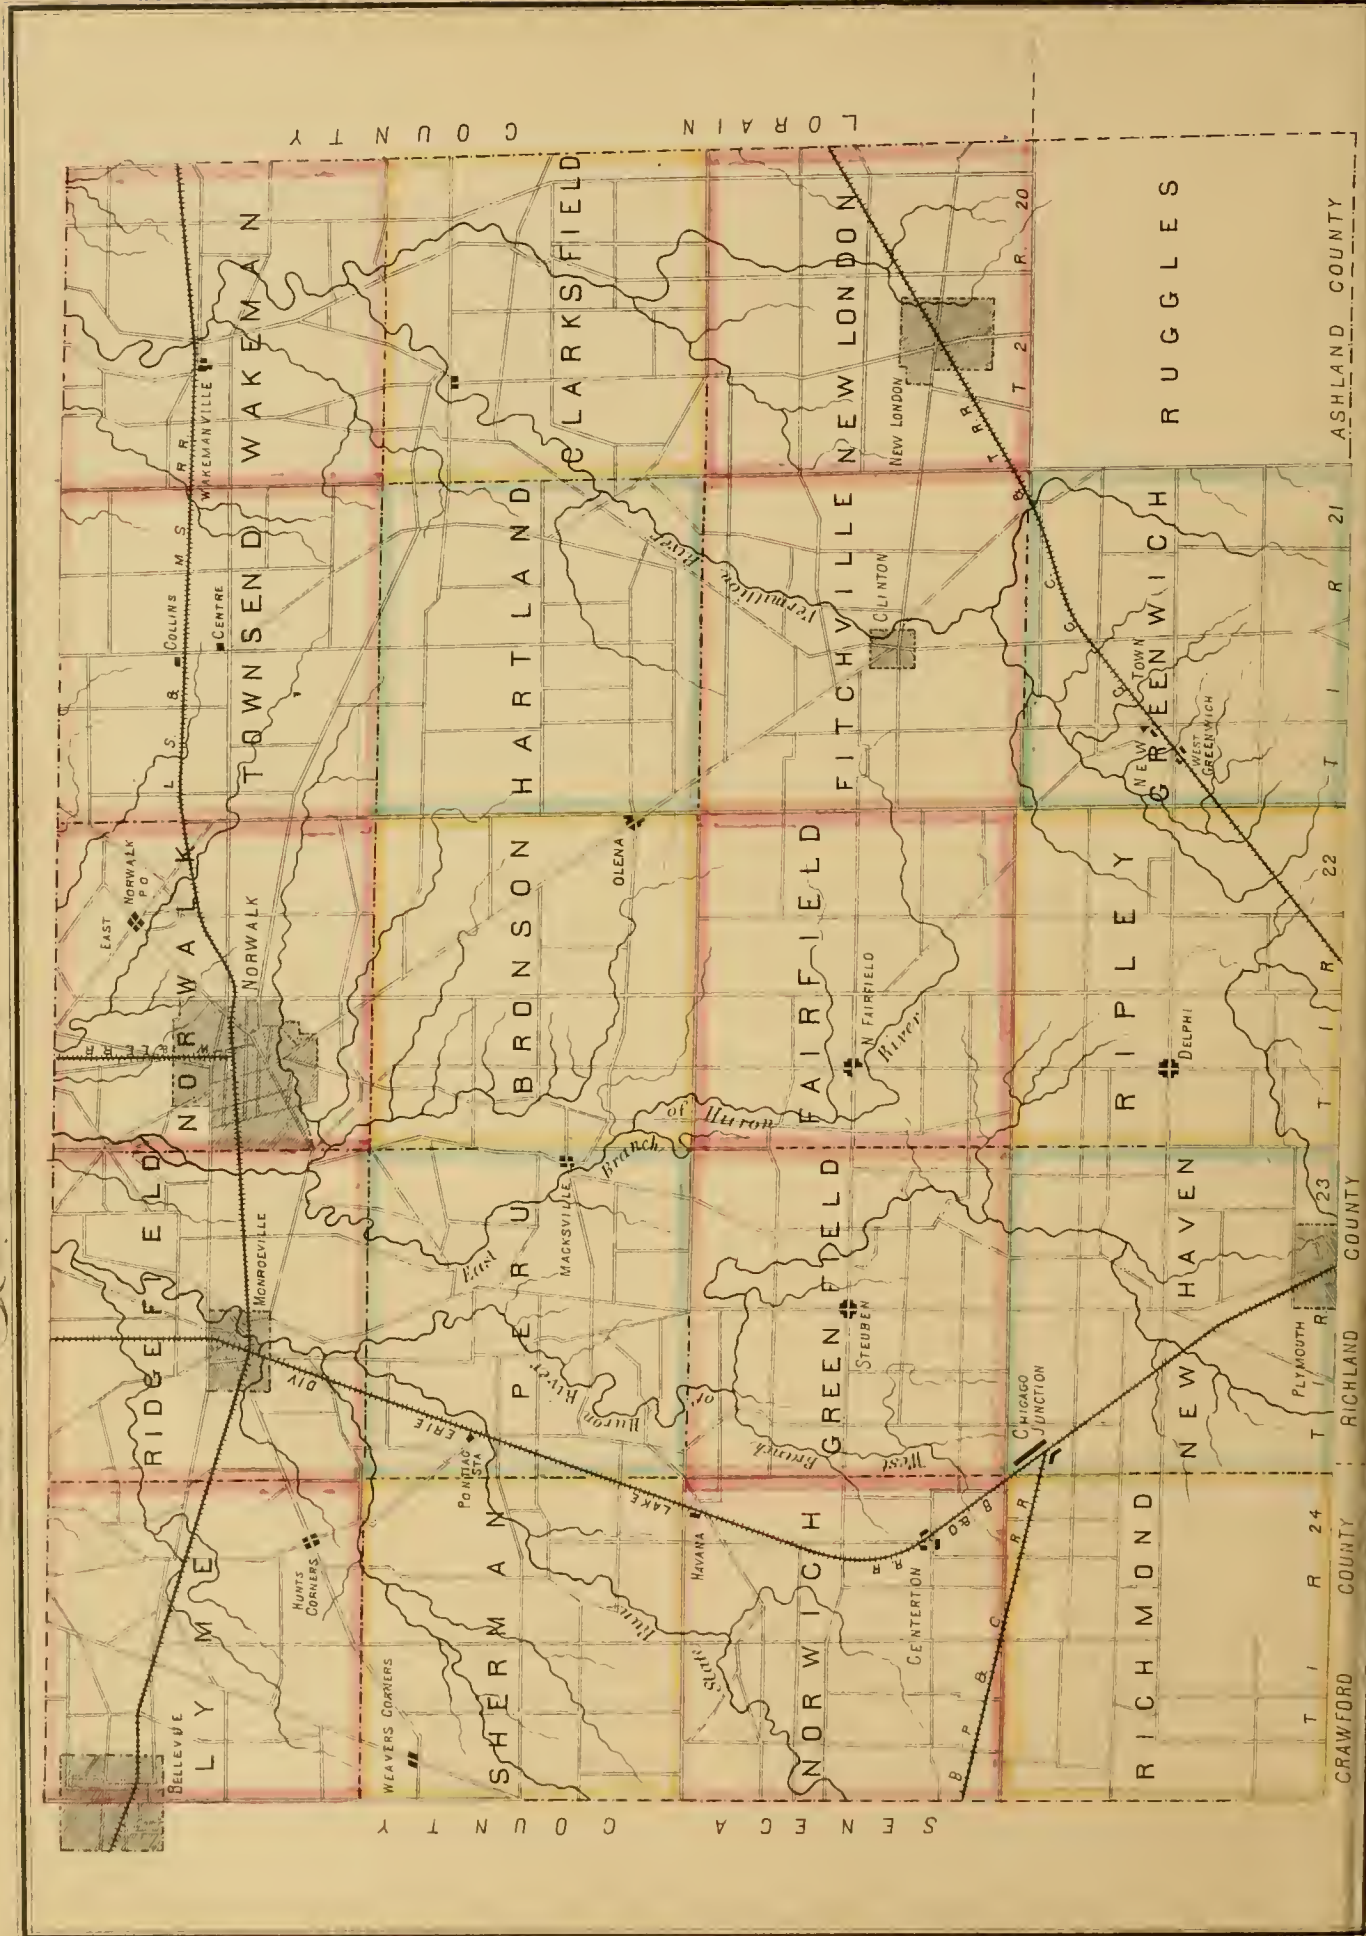 LORAIN COUNTY
WAKEMAN
L.S. & M S R R
WAKEMANVILLE
CLARKSFIELD
NEW LONDON
NEW LONDON
T 2 R. 20
RUGGLES
ASHLAND COUNTY
TOWNSEND
COLLINS
CENTRE
HARTLAND
Vermillion River
FITCHVILLE
CLINTON
C. C. C. & T. R. R
GREENWICH
NEW TOWN
WEST
GREENWICH
T 1 R 21
NORWALK
EAST NORWALK
P O
NORWALK
W & L E R R
BRONSON
OLENA
FAIRFIELD
N FAIRFIELD
River
RIPLEY
DELPHI
T 1 R 22
RIDGEFIELD
MONROEVILLE
PERU
MACKSVILLE
East Branch of Huron River
GREENFIELD
STEUBEN
West Branch of Huron River
NEW HAVEN
CHICAGO
JUNCTION
PLYMOUTH
T 1 R 23
RICHLAND COUNTY
LYME
HUNTS
CORNERS
BELLEVUE
SHERMAN
WEAVERS CORNERS
PONTIAC
STA
LAKE ERIE DIV
B & O R R
NORWICH
HAVANA
CENTERTON
Slate Run
B P & C R R
RICHMOND
T 1 R 24
CRAWFORD COUNTY
SENECA COUNTY